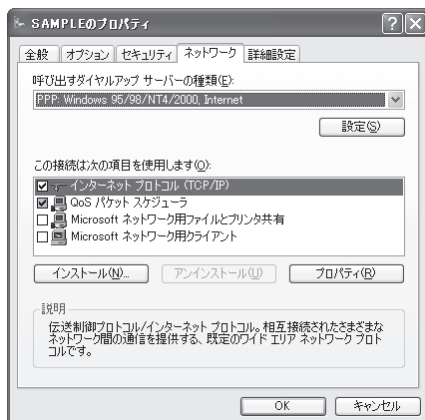 SAMPLEのプロパティ
全般 オプション セキュリティ ネットワーク 詳細設定
呼び出すダイヤルアップ サーバーの種類(E):
PPP: Windows 95/98/NT4/2000, Internet
設定(S)
この接続は次の項目を使用します(O):
インターネット プロトコル (TCP/IP)
QoS パケット スケジューラ
Microsoft ネットワーク用ファイルとプリンタ共有
Microsoft ネットワーク用クライアント
インストール(N)... アンインストール(U) プロパティ(R)
説明
伝送制御プロトコル/インターネット プロトコル。相互接続されたさまざまな
ネットワーク間の通信を提供する、既定のワイド エリア ネットワーク プロト
コルです。
OK キャンセル